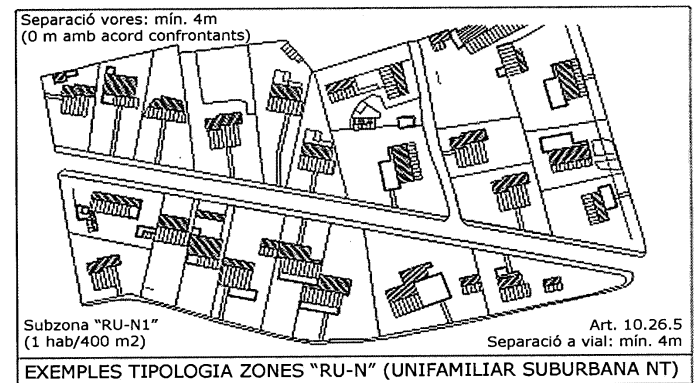 Separació vores: mín. 4m
(0 m amb acord confrontants)
Subzona "RU-N1"
(1 hab/400 m2)
Art. 10.26.5
Separació a vial: mín. 4m
EXEMPLES TIPOLOGIA ZONES "RU-N" (UNIFAMILIAR SUBURBANA NT)